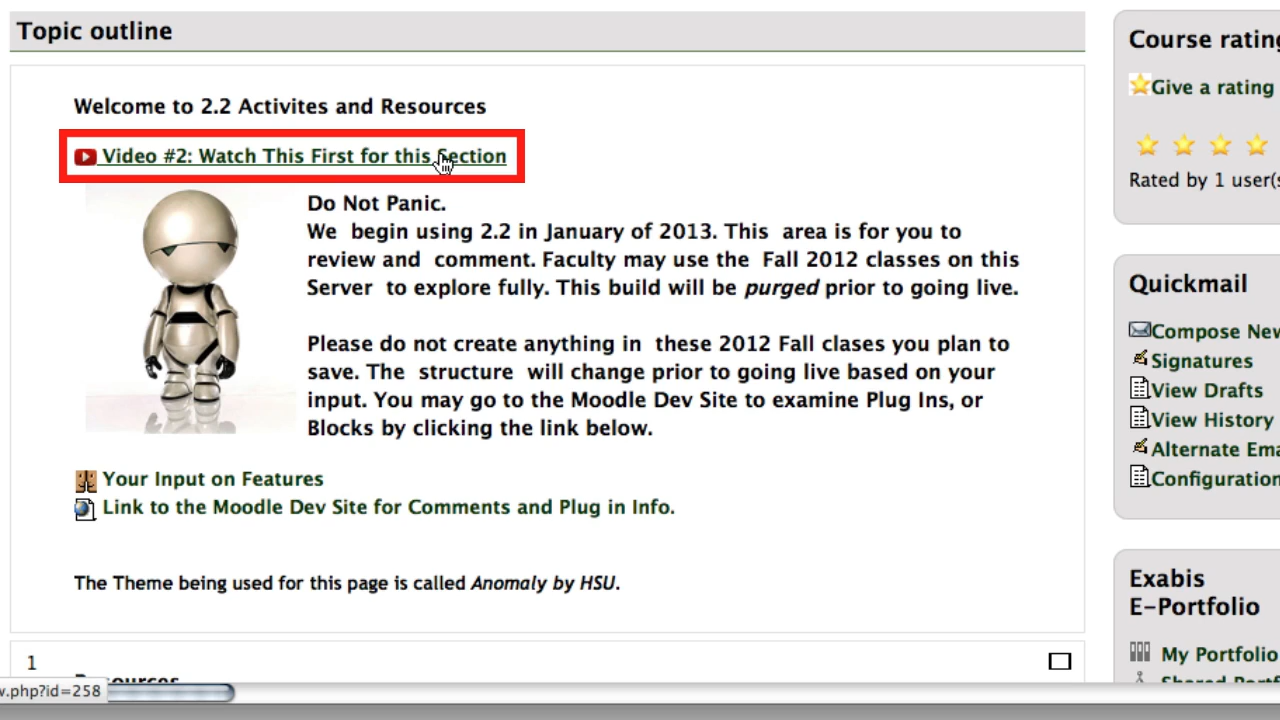 Topic outline
Welcome to 2.2 Activites and Resources
Video #2: Watch This First for this Section
Do Not Panic.
We begin using 2.2 in January of 2013. This area is for you to
review and comment. Faculty may use the Fall 2012 classes on this
Server to explore fully. This build will be purged prior to going live.
Please do not create anything in these 2012 Fall clases you plan to
save. The structure will change prior to going live based on your
input. You may go to the Moodle Dev Site to examine Plug Ins, or
Blocks by clicking the link below.
Your Input on Features
Link to the Moodle Dev Site for Comments and Plug in Info.
The Theme being used for this page is called Anomaly by HSU.
1
Resources
w.php?id=258
Course rating
Give a rating
Rated by 1 user(s
Quickmail
Compose New
Signatures
View Drafts
View History
Alternate Ema
Configuration
Exabis
E-Portfolio
My Portfolio
Shared Portf